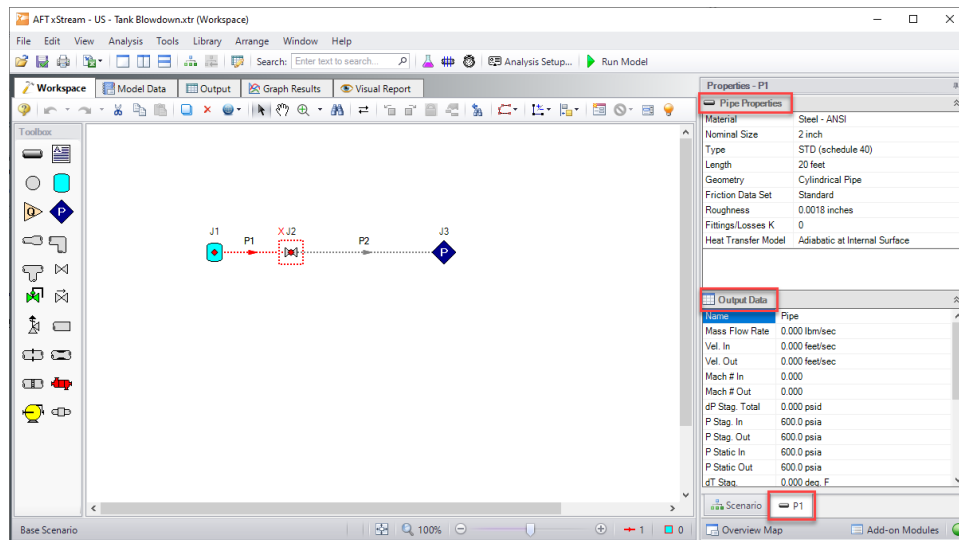 AFT xStream - US - Tank Blowdown.xtr (Workspace)
File Edit View Analysis Tools Library Arrange Window Help
Search: Enter text to search... Analysis Setup... Run Model
Workspace Model Data Output Graph Results Visual Report
Toolbox
A
Q P
J1 P1 X J2 P2 J3
P
Base Scenario 100% 1 0
Properties - P1
Pipe Properties
Material Steel - ANSI
Nominal Size 2 inch
Type STD (schedule 40)
Length 20 feet
Geometry Cylindrical Pipe
Friction Data Set Standard
Roughness 0.0018 inches
Fittings/Losses K 0
Heat Transfer Model Adiabatic at Internal Surface
Output Data
Name Pipe
Mass Flow Rate 0.000 lbm/sec
Vel. In 0.000 feet/sec
Vel. Out 0.000 feet/sec
Mach # In 0.000
Mach # Out 0.000
dP Stag. Total 0.000 psid
P Stag. In 600.0 psia
P Stag. Out 600.0 psia
P Static In 600.0 psia
P Static Out 600.0 psia
dT Stag. 0.000 deg. F
Scenario P1
Overview Map Add-on Modules